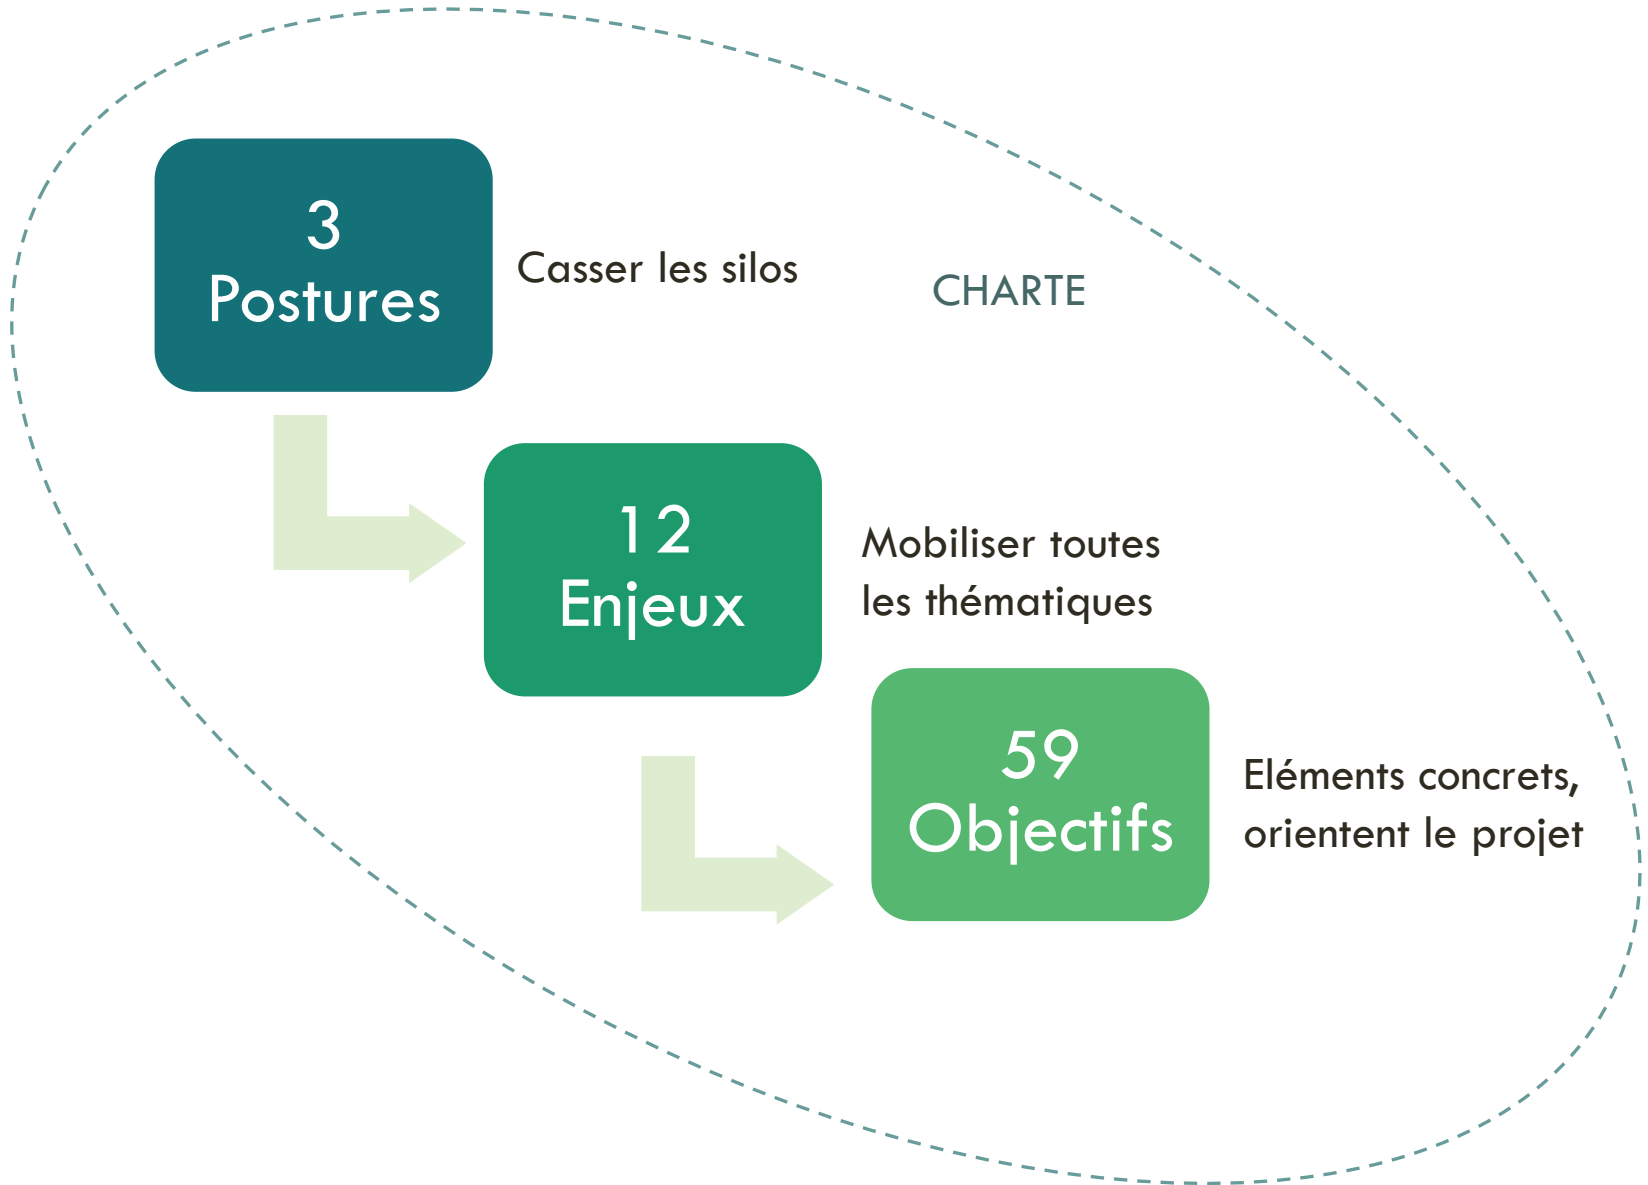 3
Postures
Casser les silos
CHARTE
12
Enjeux
Mobiliser toutes
les thématiques
59
Objectifs
Eléments concrets,
orientent le projet